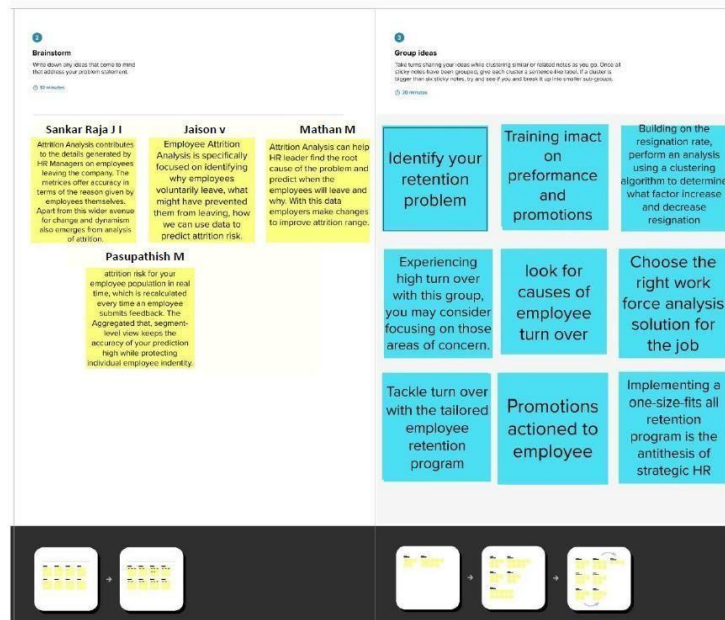 2
Brainstorm
Write down any ideas that come to mind
that address your problem statement.
10 minutes
Sankar Raja J I
Attrition Analysis contributes
to the details generated by
HR Managers on employees
leaving the company. The
metrices offer accuracy in
terms of the reason given by
employees themselves.
Apart from this wider avenue
for change and dynamism
also emerges from analysis
of attrition.
Jaison v
Employee Attrition
Analysis is specifically
focused on identifying
why employees
voluntarily leave, what
might have prevented
them from leaving, how
we can use data to
predict attrition risk.
Mathan M
Attrition Analysis can help
HR leader find the root
cause of the problem and
predict when the
employees will leave and
why. With this data
employers make changes
to improve attrition range.
Pasupathish M
attrition risk for your
employee population in real
time, which is recalculated
every time an employee
submits feedback. The
Aggregated that, segment-
level view keeps the
accuracy of your prediction
high while protecting
individual employee indentity.
3
Group ideas
Take turns sharing your ideas while clustering similar or related notes as you go. Once all
sticky notes have been grouped, give each cluster a sentence-like label. If a cluster is
bigger than six sticky notes, try and see if you and break it up into smaller sub-groups.
20 minutes
Identify your
retention
problem
Training imact
on
preformance
and
promotions
Building on the
resignation rate,
perform an analysis
using a clustering
algorithm to determine
what factor increase
and decrease
resignation
Experiencing
high turn over
with this group,
you may consider
focusing on those
areas of concern.
look for
causes of
employee
turn over
Choose the
right work
force analysis
solution for
the job
Tackle turn over
with the tailored
employee
retention
program
Promotions
actioned to
employee
Implementing a
one-size-fits all
retention
program is the
antithesis of
strategic HR